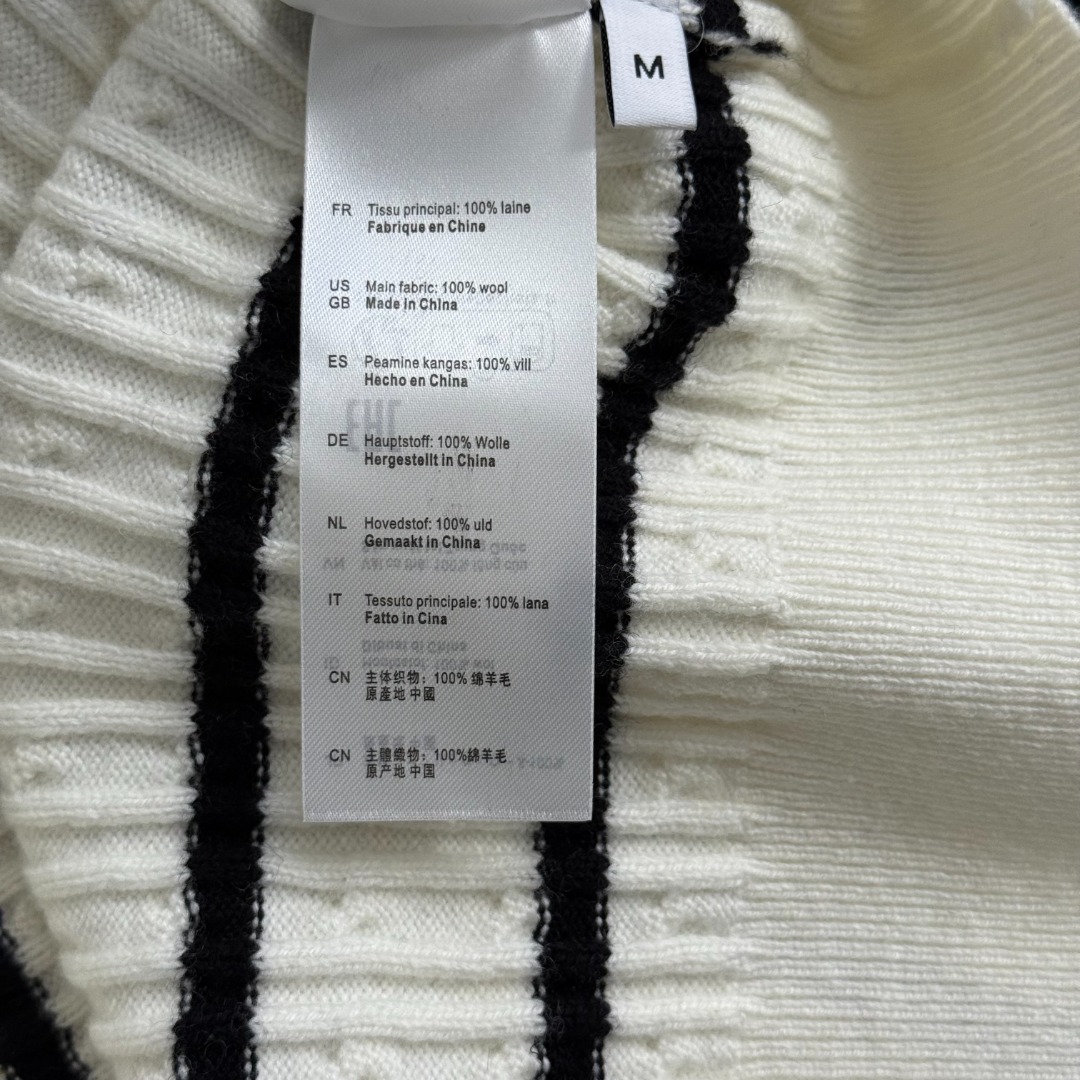 M
FR Tissu principal: 100% laine
Fabrique en Chine
US Main fabric: 100% wool
GB Made in China
ES Peamine kangas: 100% vill
Hecho en China
DE Hauptstoff: 100% Wolle
Hergestellt in China
NL Hovedstof: 100% uld
Gemaakt in China
IT Tessuto principale: 100% lana
Fatto in Cina
CN 主体织物：100% 绵羊毛
原產地 中國
CN 主體織物：100%綿羊毛
原产地 中国